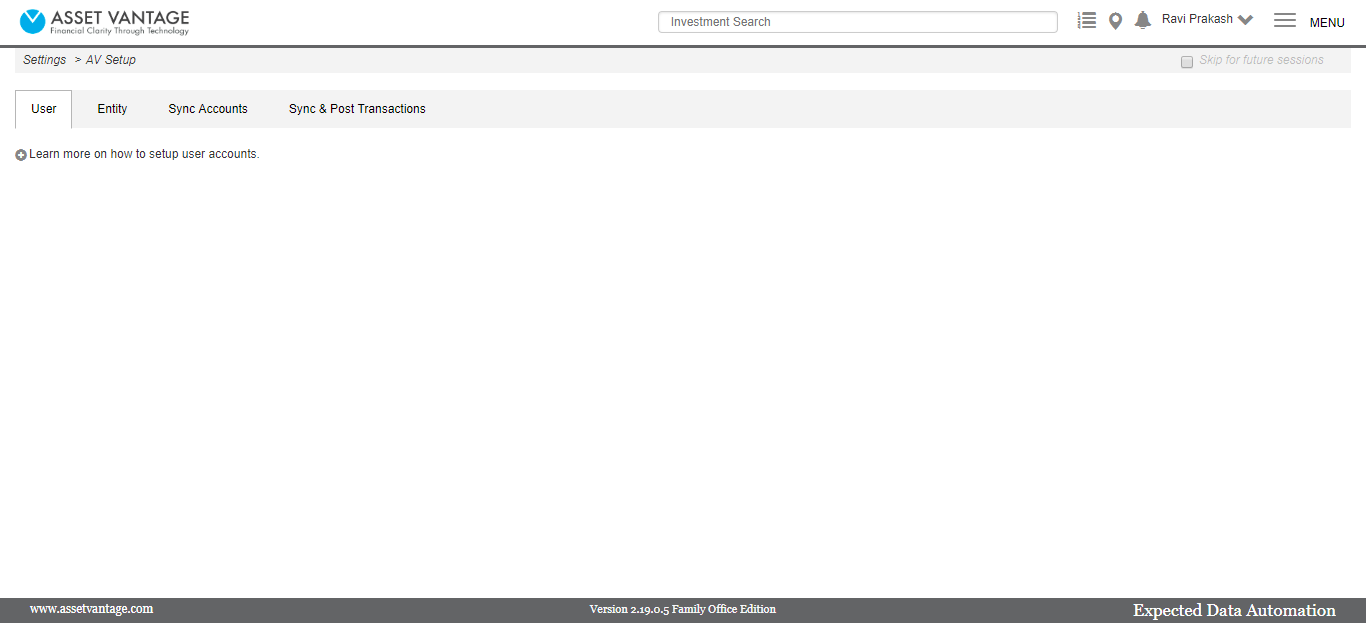 ASSET VANTAGE
Financial Clarity Through Technology
Investment Search
Ravi Prakash
MENU
Settings > AV Setup
Skip for future sessions
User Entity Sync Accounts Sync & Post Transactions
Learn more on how to setup user accounts.
www.assetvantage.com
Version 2.19.0.5 Family Office Edition
Expected Data Automation